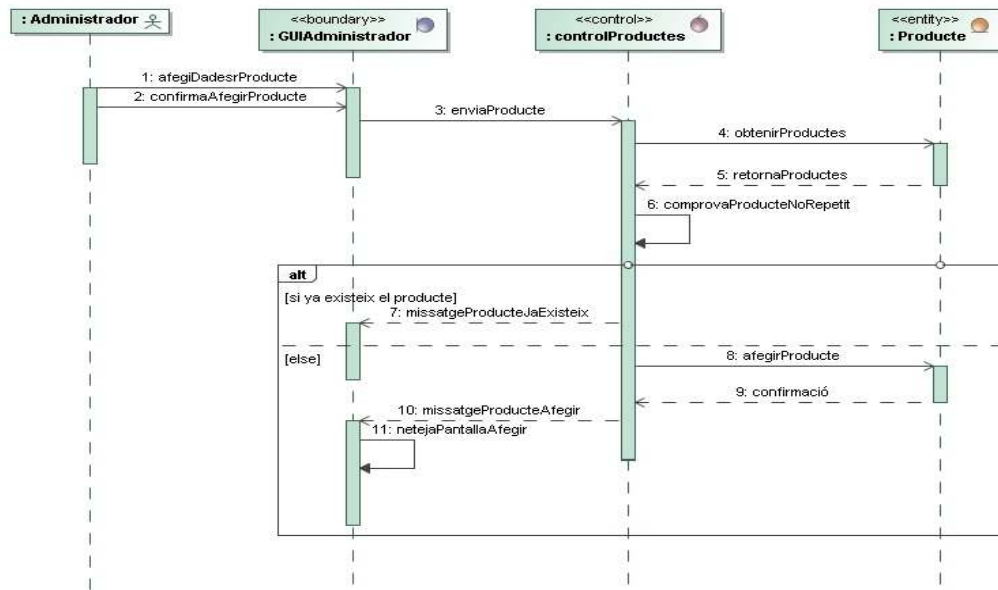 : Administrador
<<boundary>>
: GUIAdministrador
<<control>>
: controlProductes
<<entity>>
: Producte
1: afegiDadesrProducte
2: confirmaAfegirProducte
3: enviaProducte
4: obtenirProductes
5: retornaProductes
6: comprovaProducteNoRepetit
alt
[si ya existeix el producte]
7: missatgeProducteJaExisteix
[else]
8: afegirProducte
9: confirmació
10: missatgeProducteAfegir
11: netejaPantallaAfegir